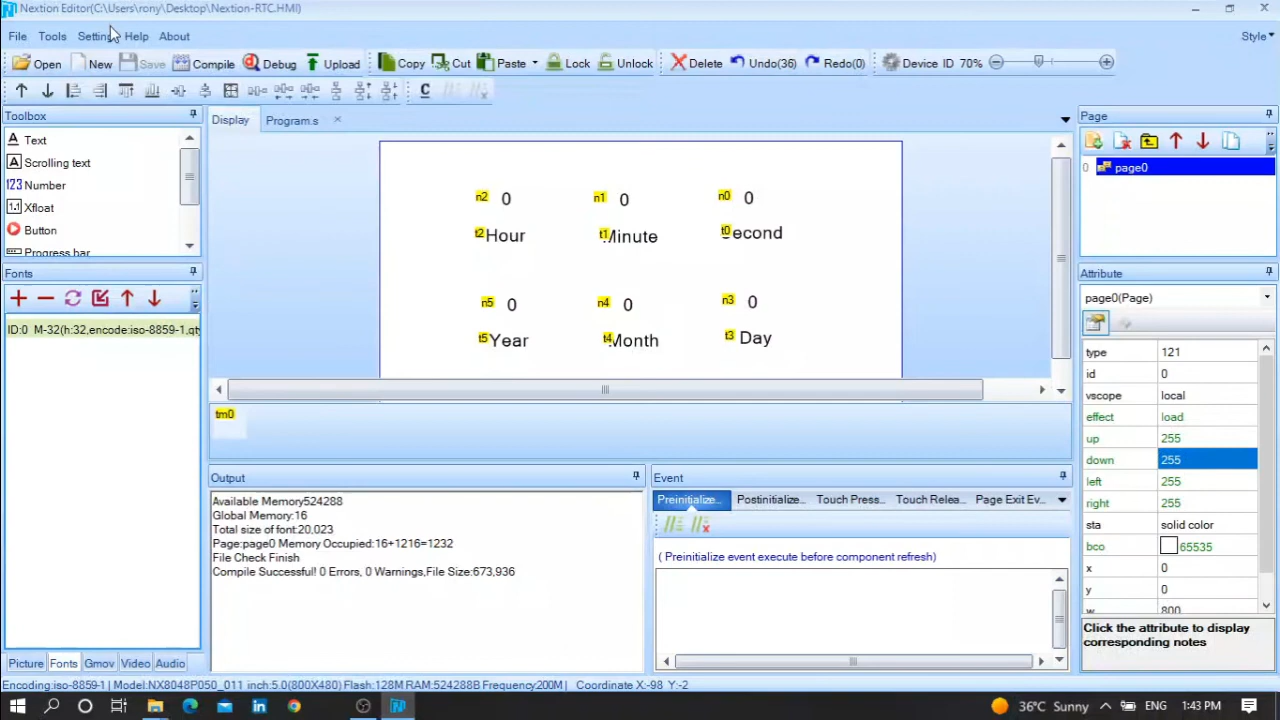 Nextion Editor(C:\Users\rony\Desktop\Nextion-RTC.HMI)
File Tools Setting Help About Style
Open New Save Compile Debug Upload Copy Cut Paste Lock Unlock Delete Undo(36) Redo(0) Device ID 70%
C
Toolbox
Text
Scrolling text
123 Number
1.1 Xfloat
Button
Progress bar
Fonts
ID:0 M-32(h:32,encode:iso-8859-1,qty
Picture Fonts Gmov Video Audio
Display Program.s
n2 0 n1 0 n0 0
t2 Hour t1 Minute t0 Second
n5 0 n4 0 n3 0
t5 Year t4 Month t3 Day
tm0
Output
Available Memory524288
Global Memory:16
Total size of font:20,023
Page:page0 Memory Occupied:16+1216=1232
File Check Finish
Compile Successful! 0 Errors, 0 Warnings,File Size:673,936
Event
Preinitialize... Postinitialize... Touch Press... Touch Relea... Page Exit Ev...
( Preinitialize event execute before component refresh)
Page
0 page0
Attribute
page0(Page)
type 121
id 0
vscope local
effect load
up 255
down 255
left 255
right 255
sta solid color
bco 65535
x 0
y 0
w 800
Click the attribute to display
corresponding notes
Encoding:iso-8859-1 Model:NX8048P050_011 inch:5.0(800X480) Flash:128M RAM:524288B Frequency:200M Coordinate X:-98 Y:-2
36°C Sunny ENG 1:43 PM